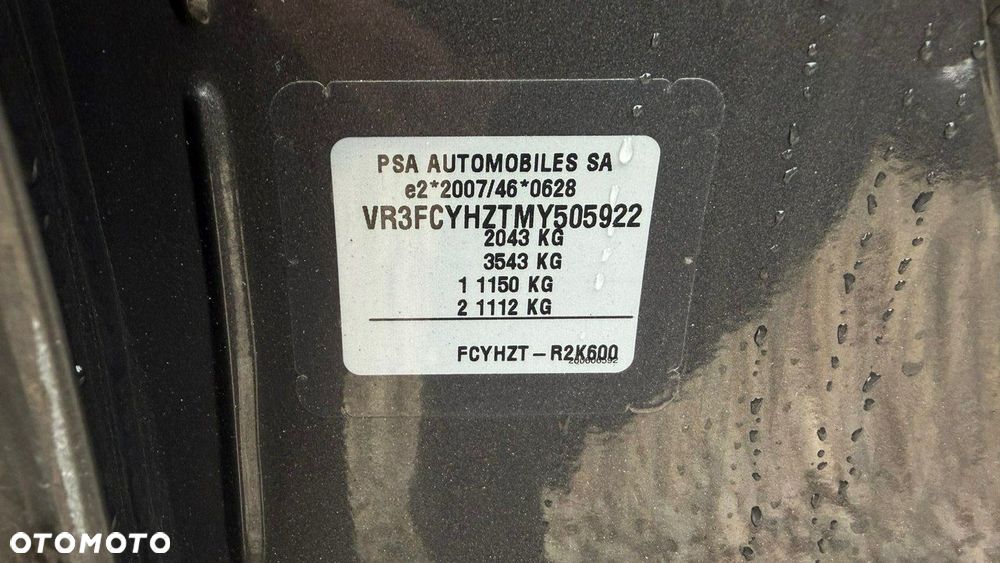 PSA AUTOMOBILES SA
e2*2007/46*0628
VR3FCYHZTMY505922
2043 KG
3543 KG
1 1150 KG
2 1112 KG
FCYHZT – R2K600
OTOMOTO